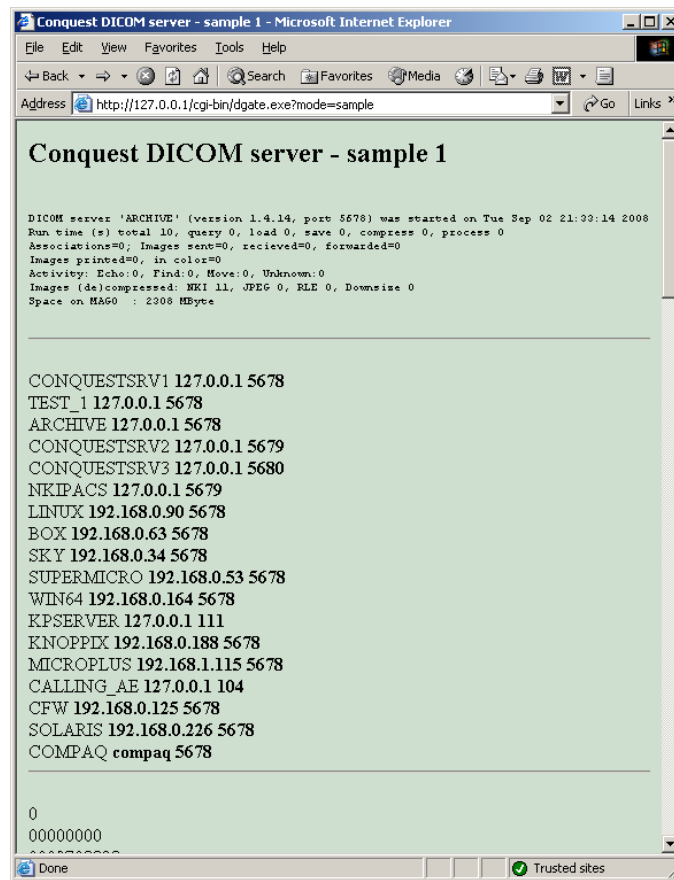 Conquest DICOM server - sample 1 - Microsoft Internet Explorer
File Edit View Favorites Tools Help
Back Search Favorites Media
Address http://127.0.0.1/cgi-bin/dgate.exe?mode=sample Go Links »
Conquest DICOM server - sample 1
DICOM server 'ARCHIVE' (version 1.4.14, port 5678) was started on Tue Sep 02 21:33:14 2008
Run time (s) total 10, query 0, load 0, save 0, compress 0, process 0
Associations=0; Images sent=0, recieved=0, forwarded=0
Images printed=0, in color=0
Activity: Echo:0, Find:0, Move:0, Unknown:0
Images (de)compressed: NKI 11, JPEG 0, RLE 0, Downsize 0
Space on MAG0 : 2308 MByte
CONQUESTSRV1 127.0.0.1 5678
TEST_1 127.0.0.1 5678
ARCHIVE 127.0.0.1 5678
CONQUESTSRV2 127.0.0.1 5679
CONQUESTSRV3 127.0.0.1 5680
NKIPACS 127.0.0.1 5679
LINUX 192.168.0.90 5678
BOX 192.168.0.63 5678
SKY 192.168.0.34 5678
SUPERMICRO 192.168.0.53 5678
WIN64 192.168.0.164 5678
KPSERVER 127.0.0.1 111
KNOPPIX 192.168.0.188 5678
MICROPLUS 192.168.1.115 5678
CALLING_AE 127.0.0.1 104
CFW 192.168.0.125 5678
SOLARIS 192.168.0.226 5678
COMPAQ compaq 5678
0
00000000
Done Trusted sites